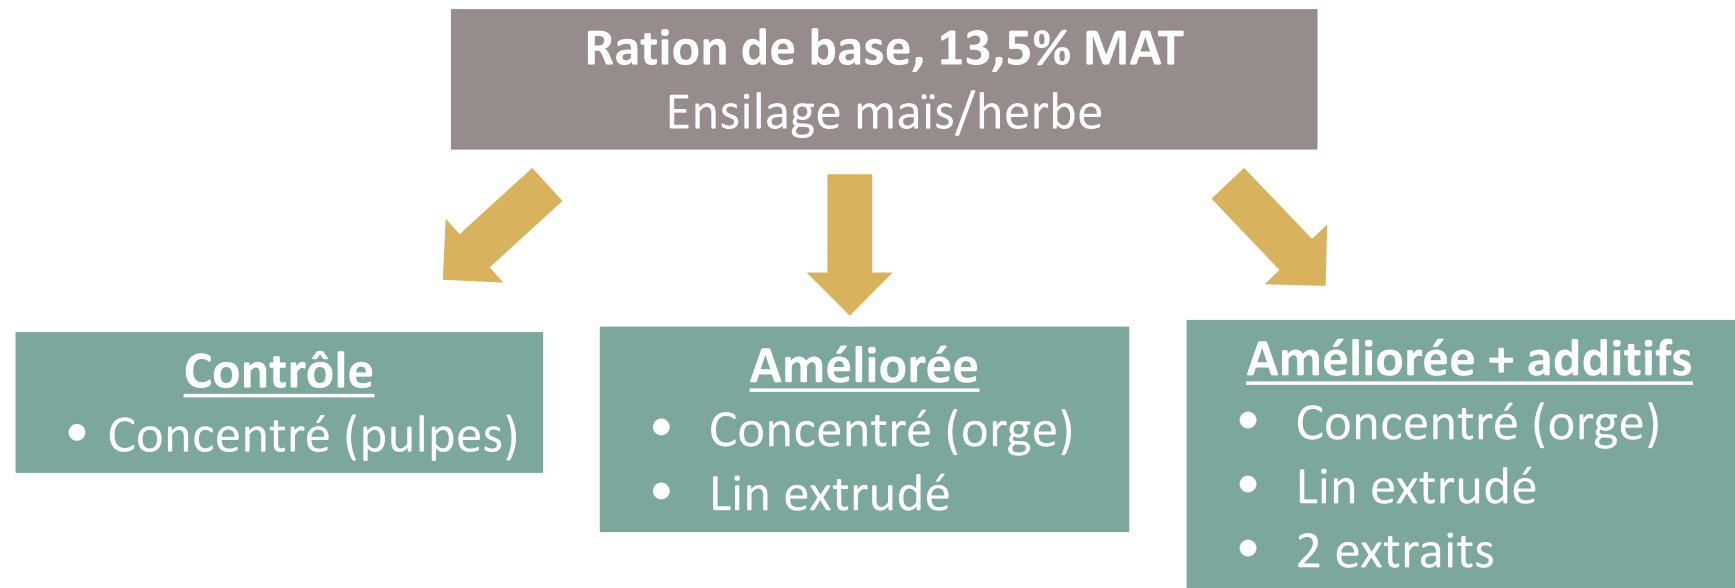 Ration de base, 13,5% MAT
Ensilage maïs/herbe
Contrôle
• Concentré (pulpes)
Améliorée
• Concentré (orge)
• Lin extrudé
Améliorée + additifs
• Concentré (orge)
• Lin extrudé
• 2 extraits